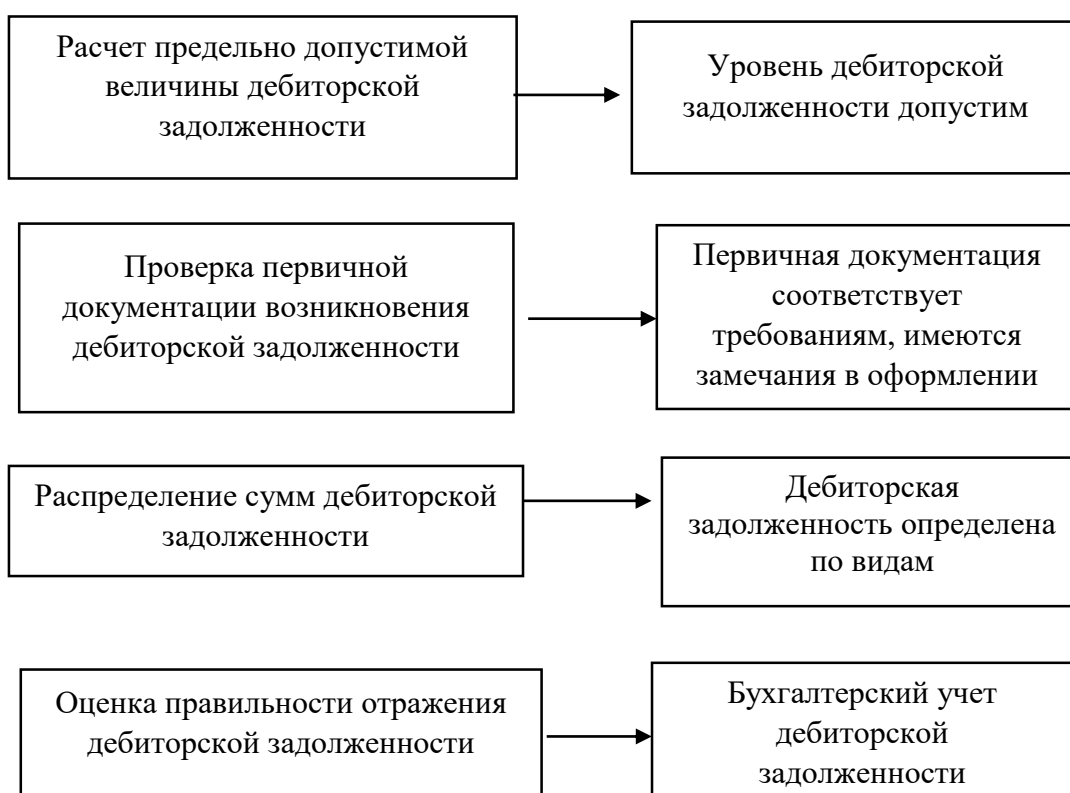 Расчет предельно допустимой
величины дебиторской
задолженности
Уровень дебиторской
задолженности допустим
Проверка первичной
документации возникновения
дебиторской задолженности
Первичная документация
соответствует
требованиям, имеются
замечания в оформлении
Распределение сумм дебиторской
задолженности
Дебиторская
задолженность определена
по видам
Оценка правильности отражения
дебиторской задолженности
Бухгалтерский учет
дебиторской
задолженности